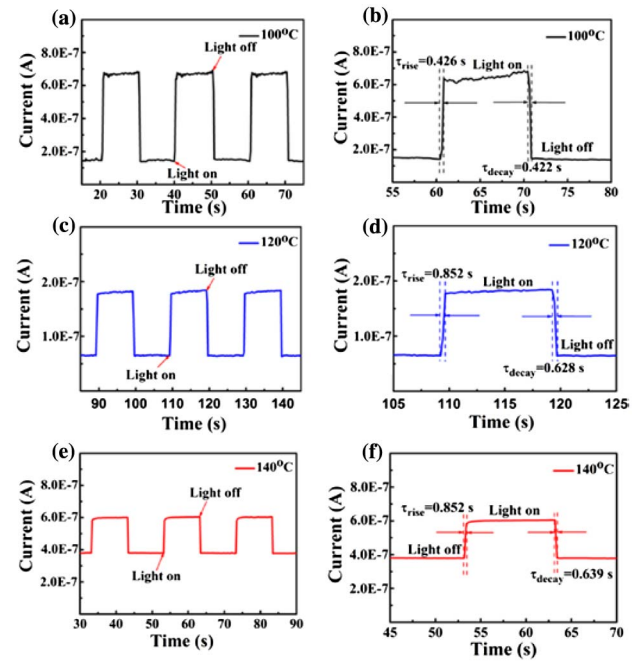 (a)
100°C
Light off
Light on
Current (A)
8.0E-7
6.0E-7
4.0E-7
2.0E-7
20 30 40 50 60 70
Time (s)
(b)
100°C
τrise=0.426 s
Light on
Light off
τdecay=0.422 s
Current (A)
8.0E-7
6.0E-7
4.0E-7
2.0E-7
55 60 65 70 75 80
Time (s)
(c)
120°C
Light off
Light on
Current (A)
2.0E-7
1.0E-7
90 100 110 120 130 140
Time (s)
(d)
120°C
τrise=0.852 s
Light on
Light off
τdecay=0.628 s
Current (A)
2.0E-7
1.0E-7
105 110 115 120 125
Time (s)
(e)
140°C
Light off
Light on
Current (A)
8.0E-7
6.0E-7
4.0E-7
2.0E-7
30 40 50 60 70 80 90
Time (s)
(f)
140°C
τrise=0.852 s
Light on
Light off
τdecay=0.639 s
Current (A)
8.0E-7
6.0E-7
4.0E-7
2.0E-7
45 50 55 60 65 70
Time (s)